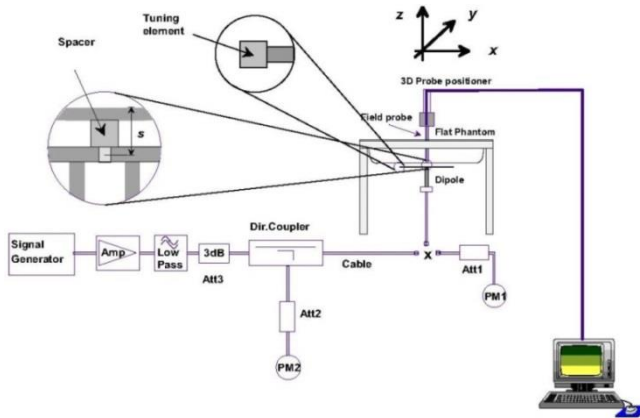 z
y
x
Tuning
element
Spacer
s
3D Probe positioner
Field probe
Flat Phantom
Dipole
Dir.Coupler
Signal
Generator
Amp
Low
Pass
3dB
Att3
Cable
x
Att1
PM1
Att2
PM2